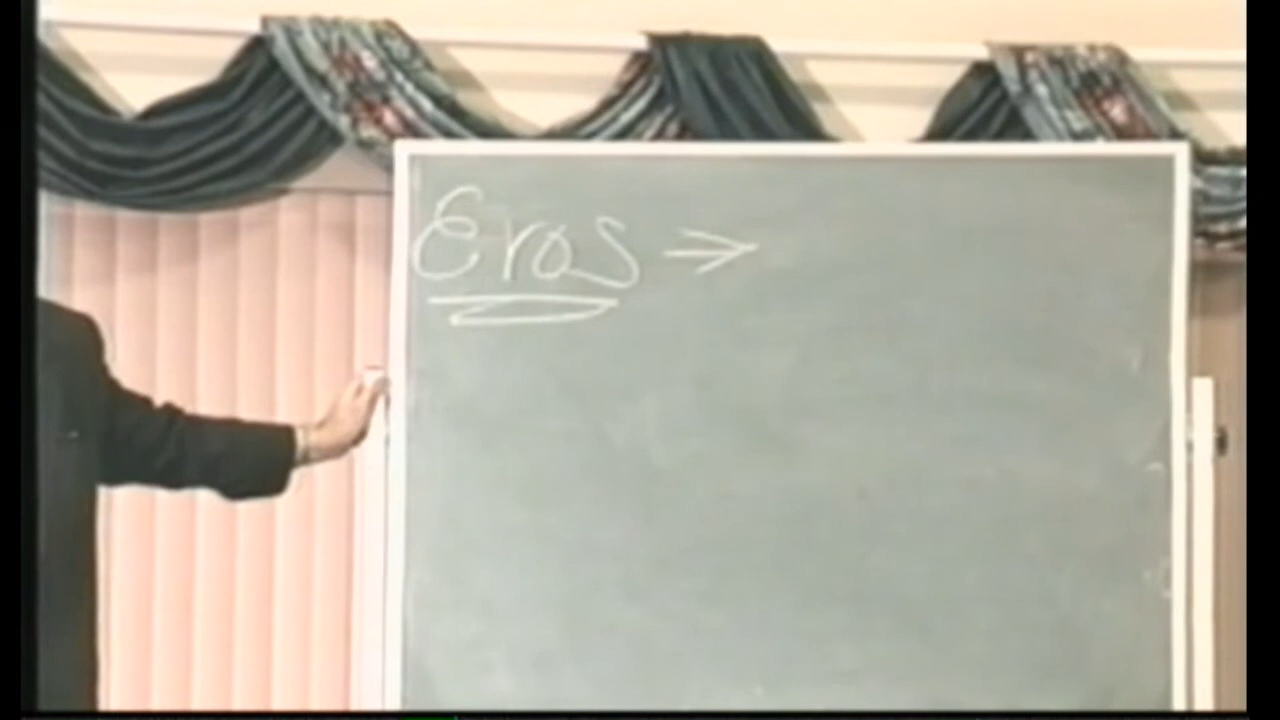 Eros →